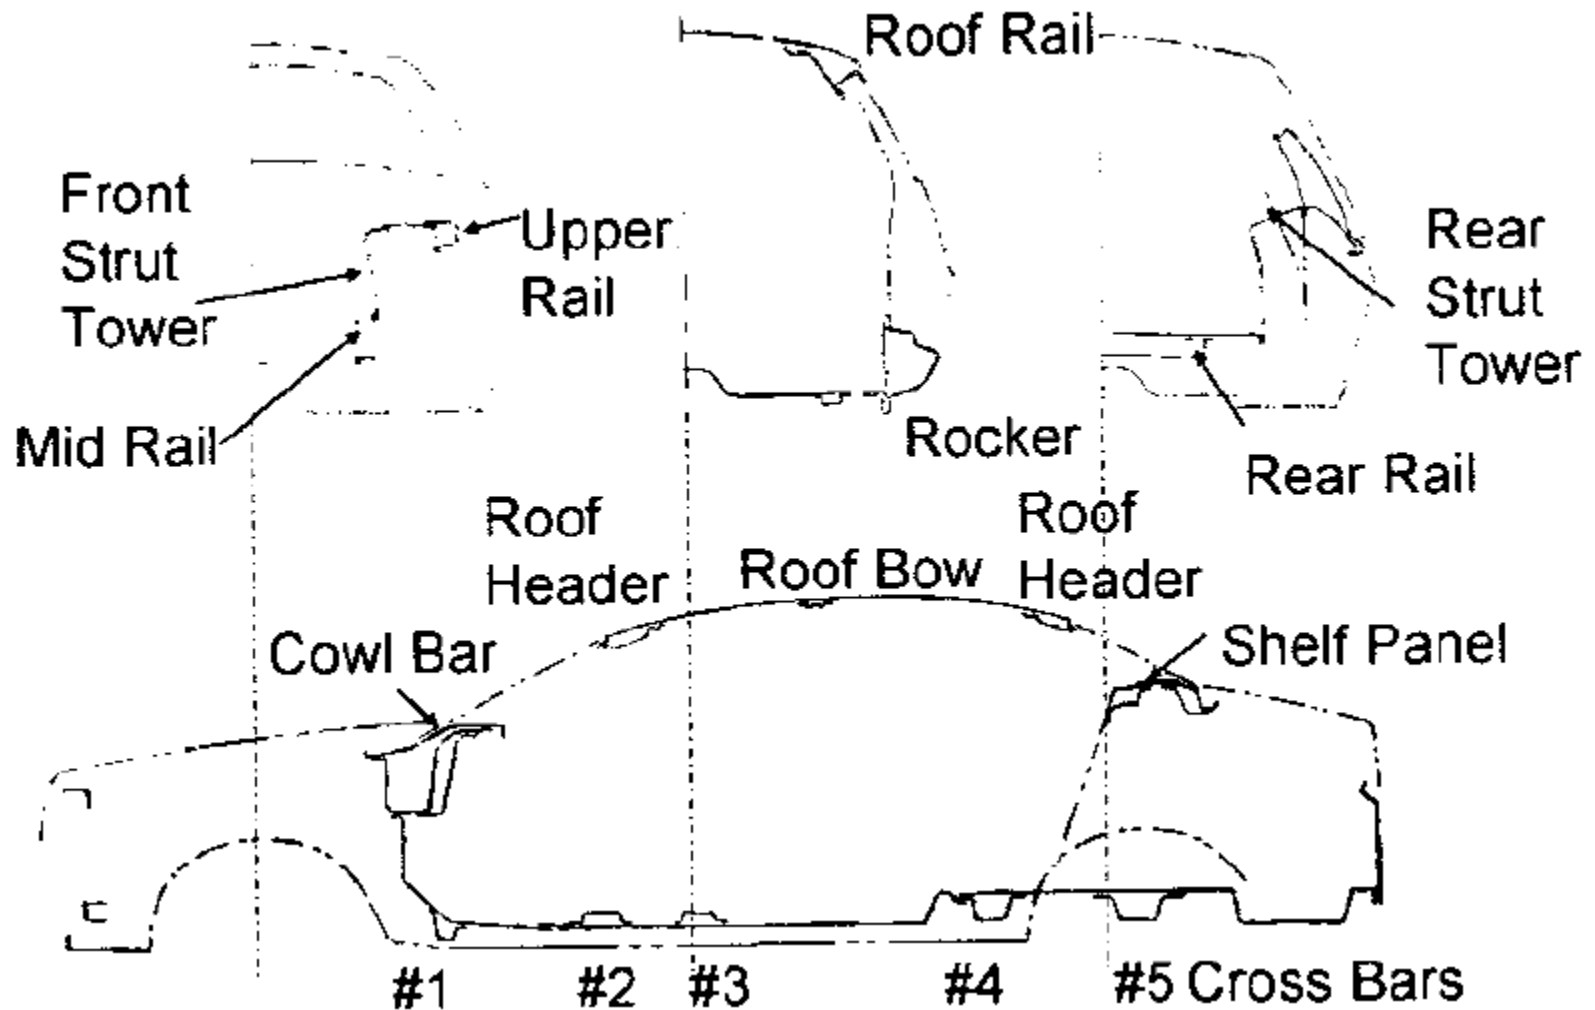 Roof Rail
Front
Strut
Tower
Upper
Rail
Rear
Strut
Tower
Mid Rail
Rocker
Rear Rail
Roof
Header
Roof Bow
Roof
Header
Cowl Bar
Shelf Panel
#1 #2 #3 #4 #5 Cross Bars